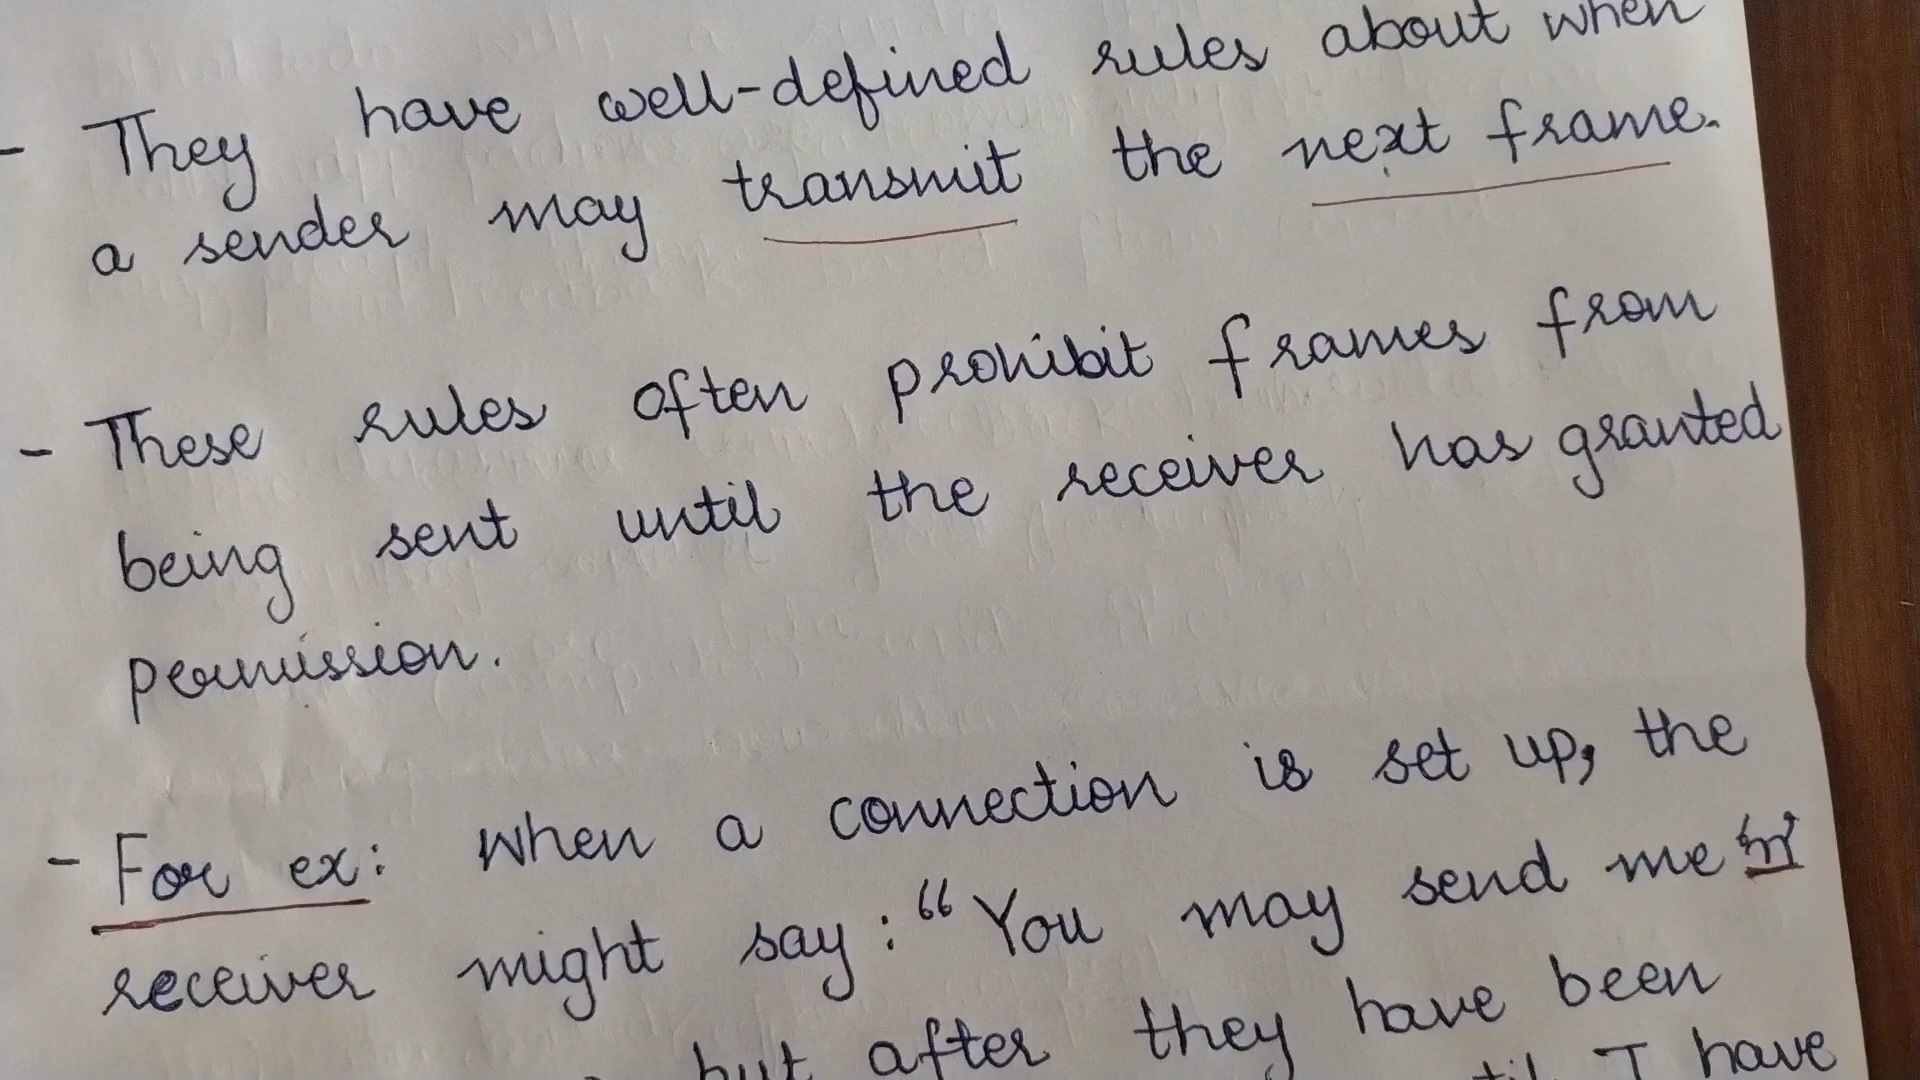 - They have well-defined rules about when
a sender may transmit the next frame.
- These rules often prohibit frames from
being sent until the receiver has granted
permission.
- For ex: When a connection is set up, the
receiver might say: "You may send me 'n'
but after they have been
I have